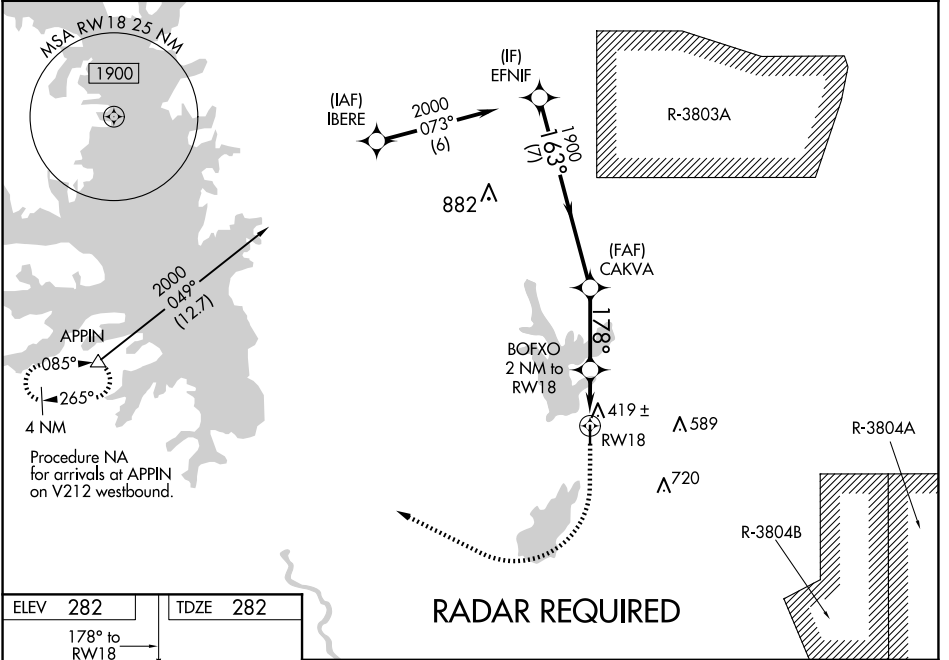 MSA RW18 25 NM
1900
(IAF)
IBERE
2000
073°
(6)
(IF)
EFNIF
1900
163°
(7)
R-3803A
882
(FAF)
CAKVA
178°
BOFXO
2 NM to
RW18
419 ±
RW18
589
720
2000
049°
(12.7)
APPIN
085°
265°
4 NM
Procedure NA
for arrivals at APPIN
on V212 westbound.
R-3804A
R-3804B
RADAR REQUIRED
ELEV 282
TDZE 282
178° to
RW18